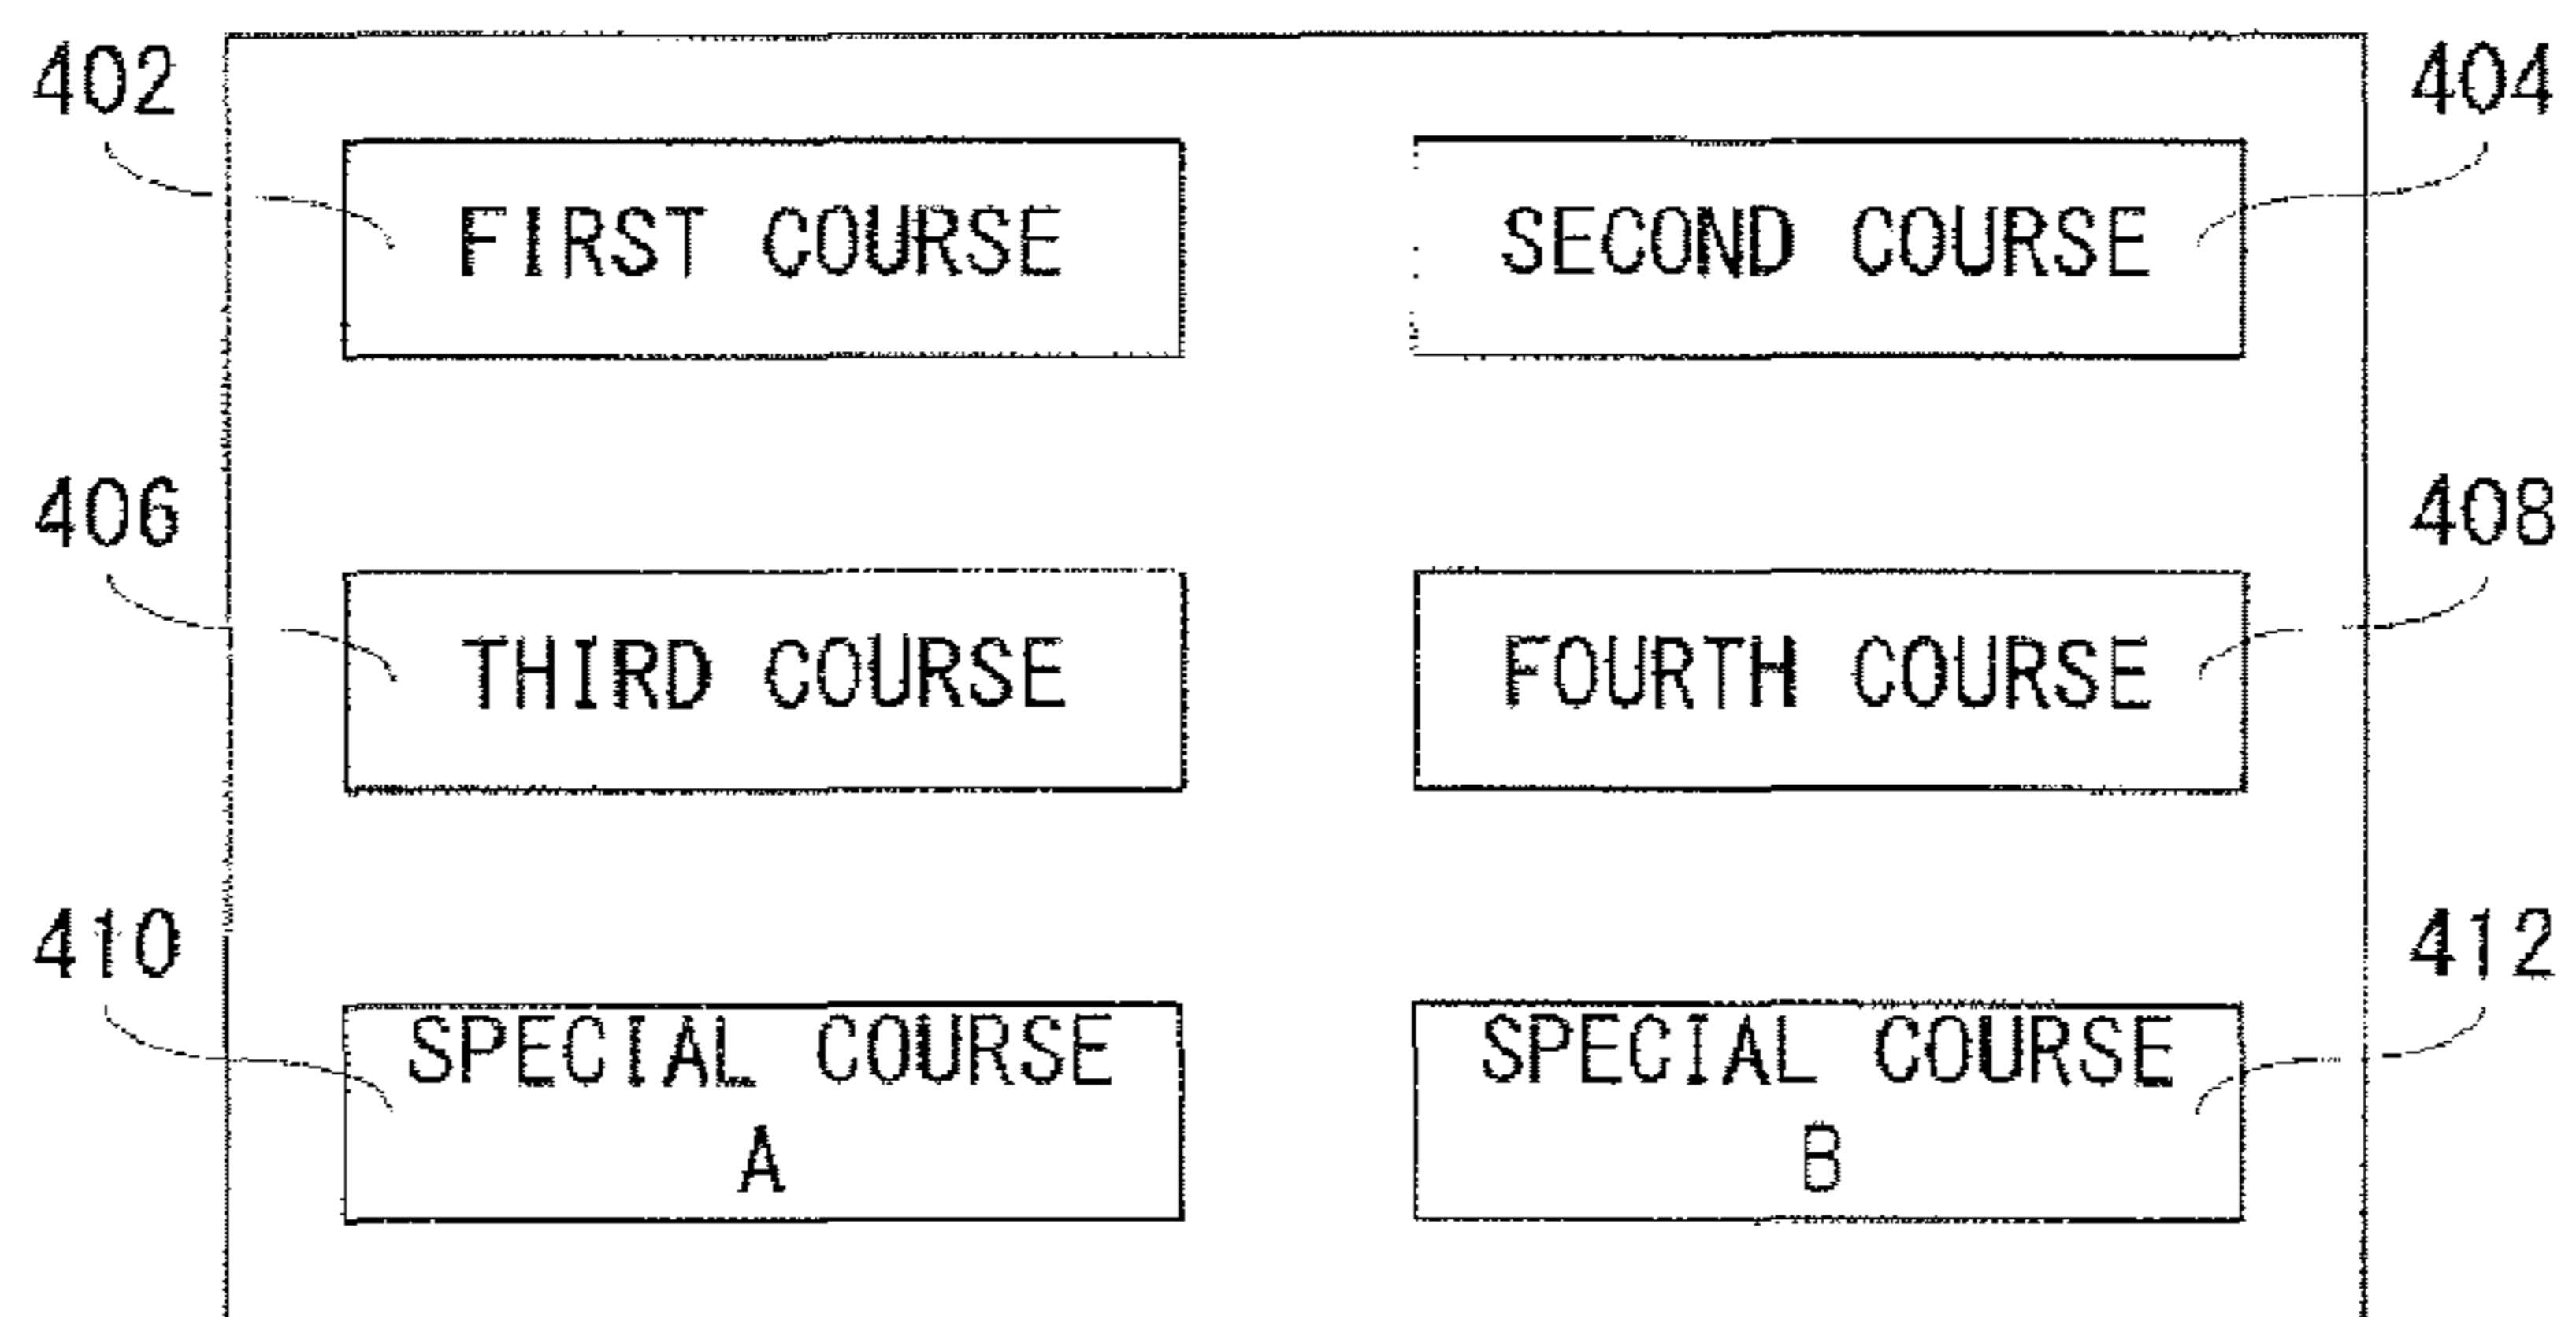 402
404
FIRST COURSE
SECOND COURSE
406
408
THIRD COURSE
FOURTH COURSE
410
412
SPECIAL COURSE
A
SPECIAL COURSE
B